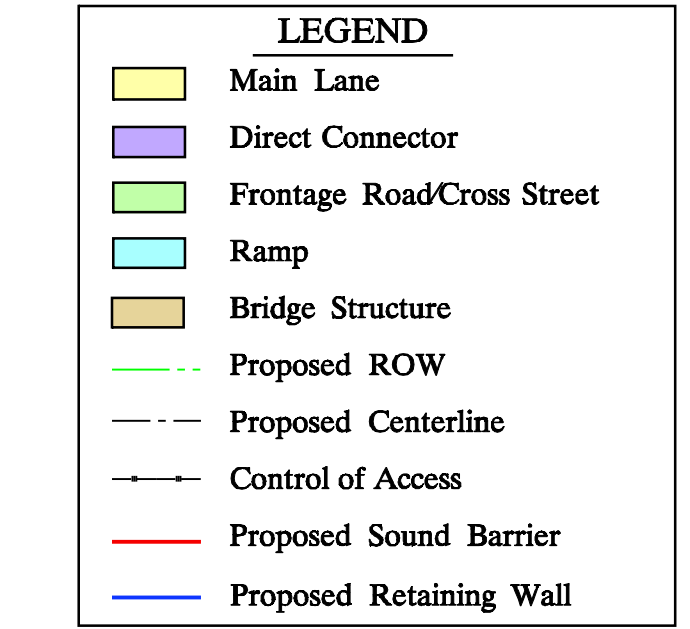 LEGEND
Main Lane
Direct Connector
Frontage Road/Cross Street
Ramp
Bridge Structure
Proposed ROW
Proposed Centerline
Control of Access
Proposed Sound Barrier
Proposed Retaining Wall